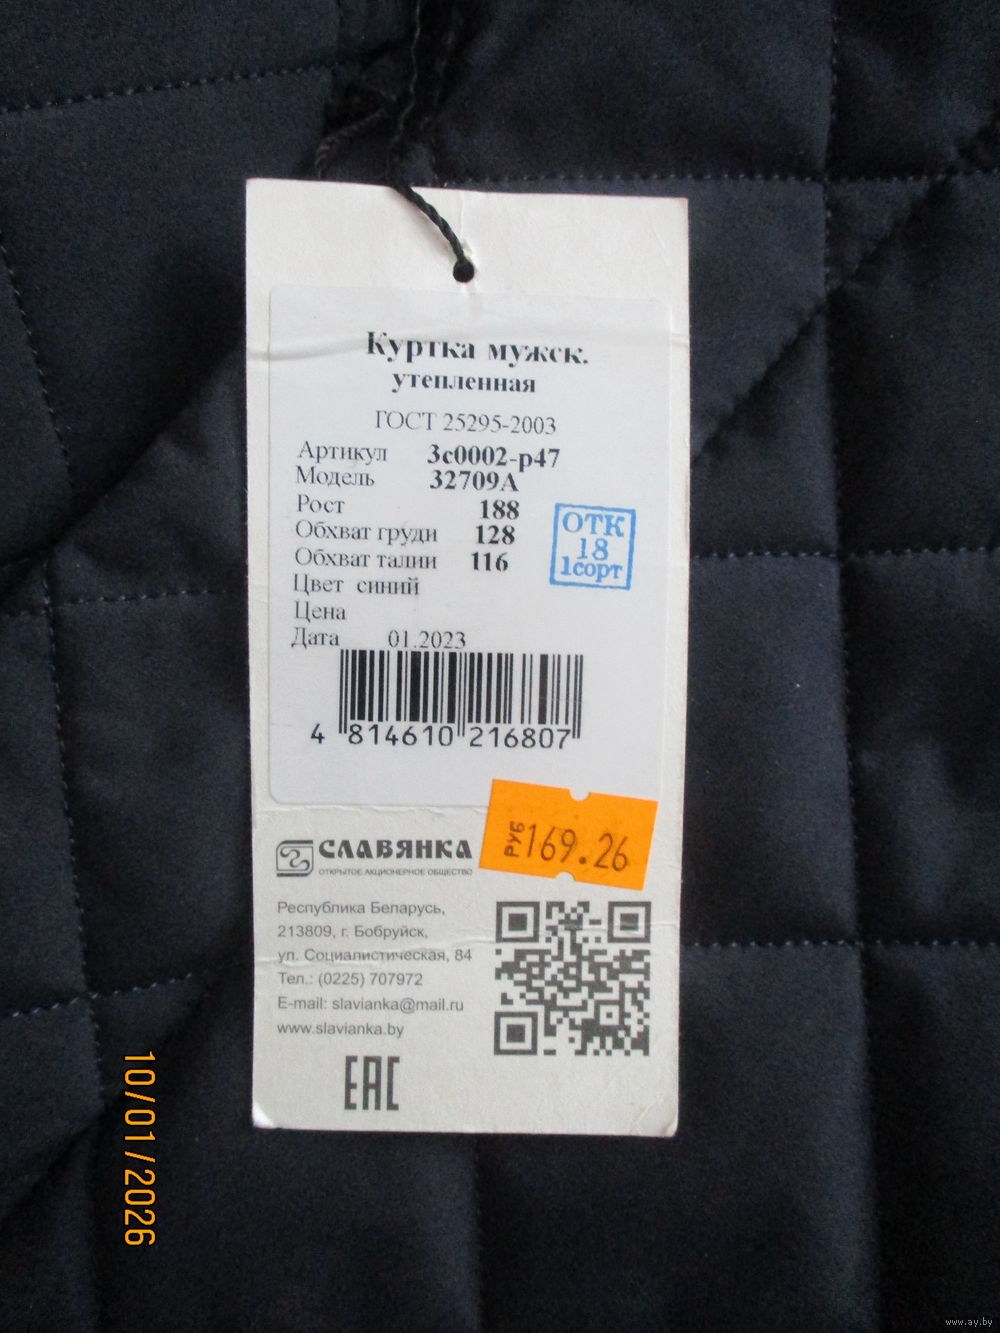 Куртка мужск.
утепленная
ГОСТ 25295-2003
Артикул 3с0002-р47
Модель 32709А
Рост 188
Обхват груди 128
Обхват талии 116
Цвет синий
Цена
Дата 01.2023
ОТК
18
1сорт
4 814610 216807
РУБ 169.26
СЛАВЯНКА
ОТКРЫТОЕ АКЦИОНЕРНОЕ ОБЩЕСТВО
Республика Беларусь,
213809, г. Бобруйск,
ул. Социалистическая, 84
Тел.: (0225) 707972
E-mail: slavianka@mail.ru
www.slavianka.by
EAC
10/01/2026
www.ay.by